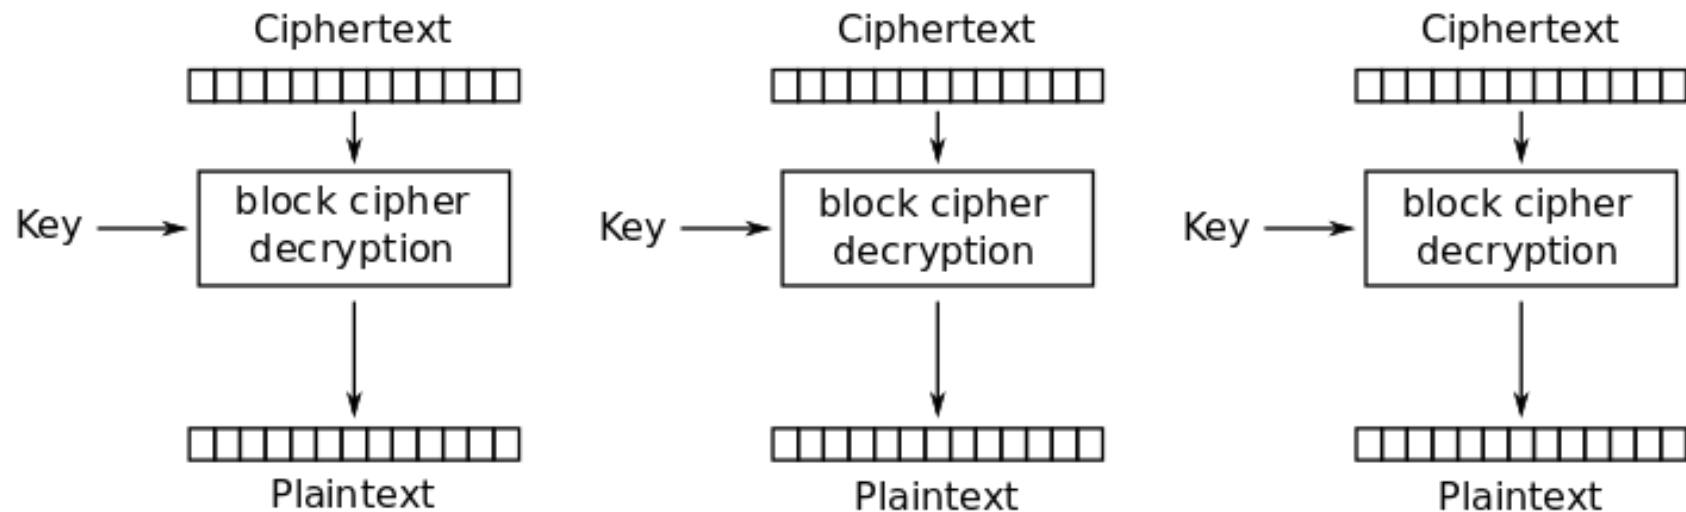 Ciphertext
Ciphertext
Ciphertext
Key
block cipher
decryption
Key
block cipher
decryption
Key
block cipher
decryption
Plaintext
Plaintext
Plaintext